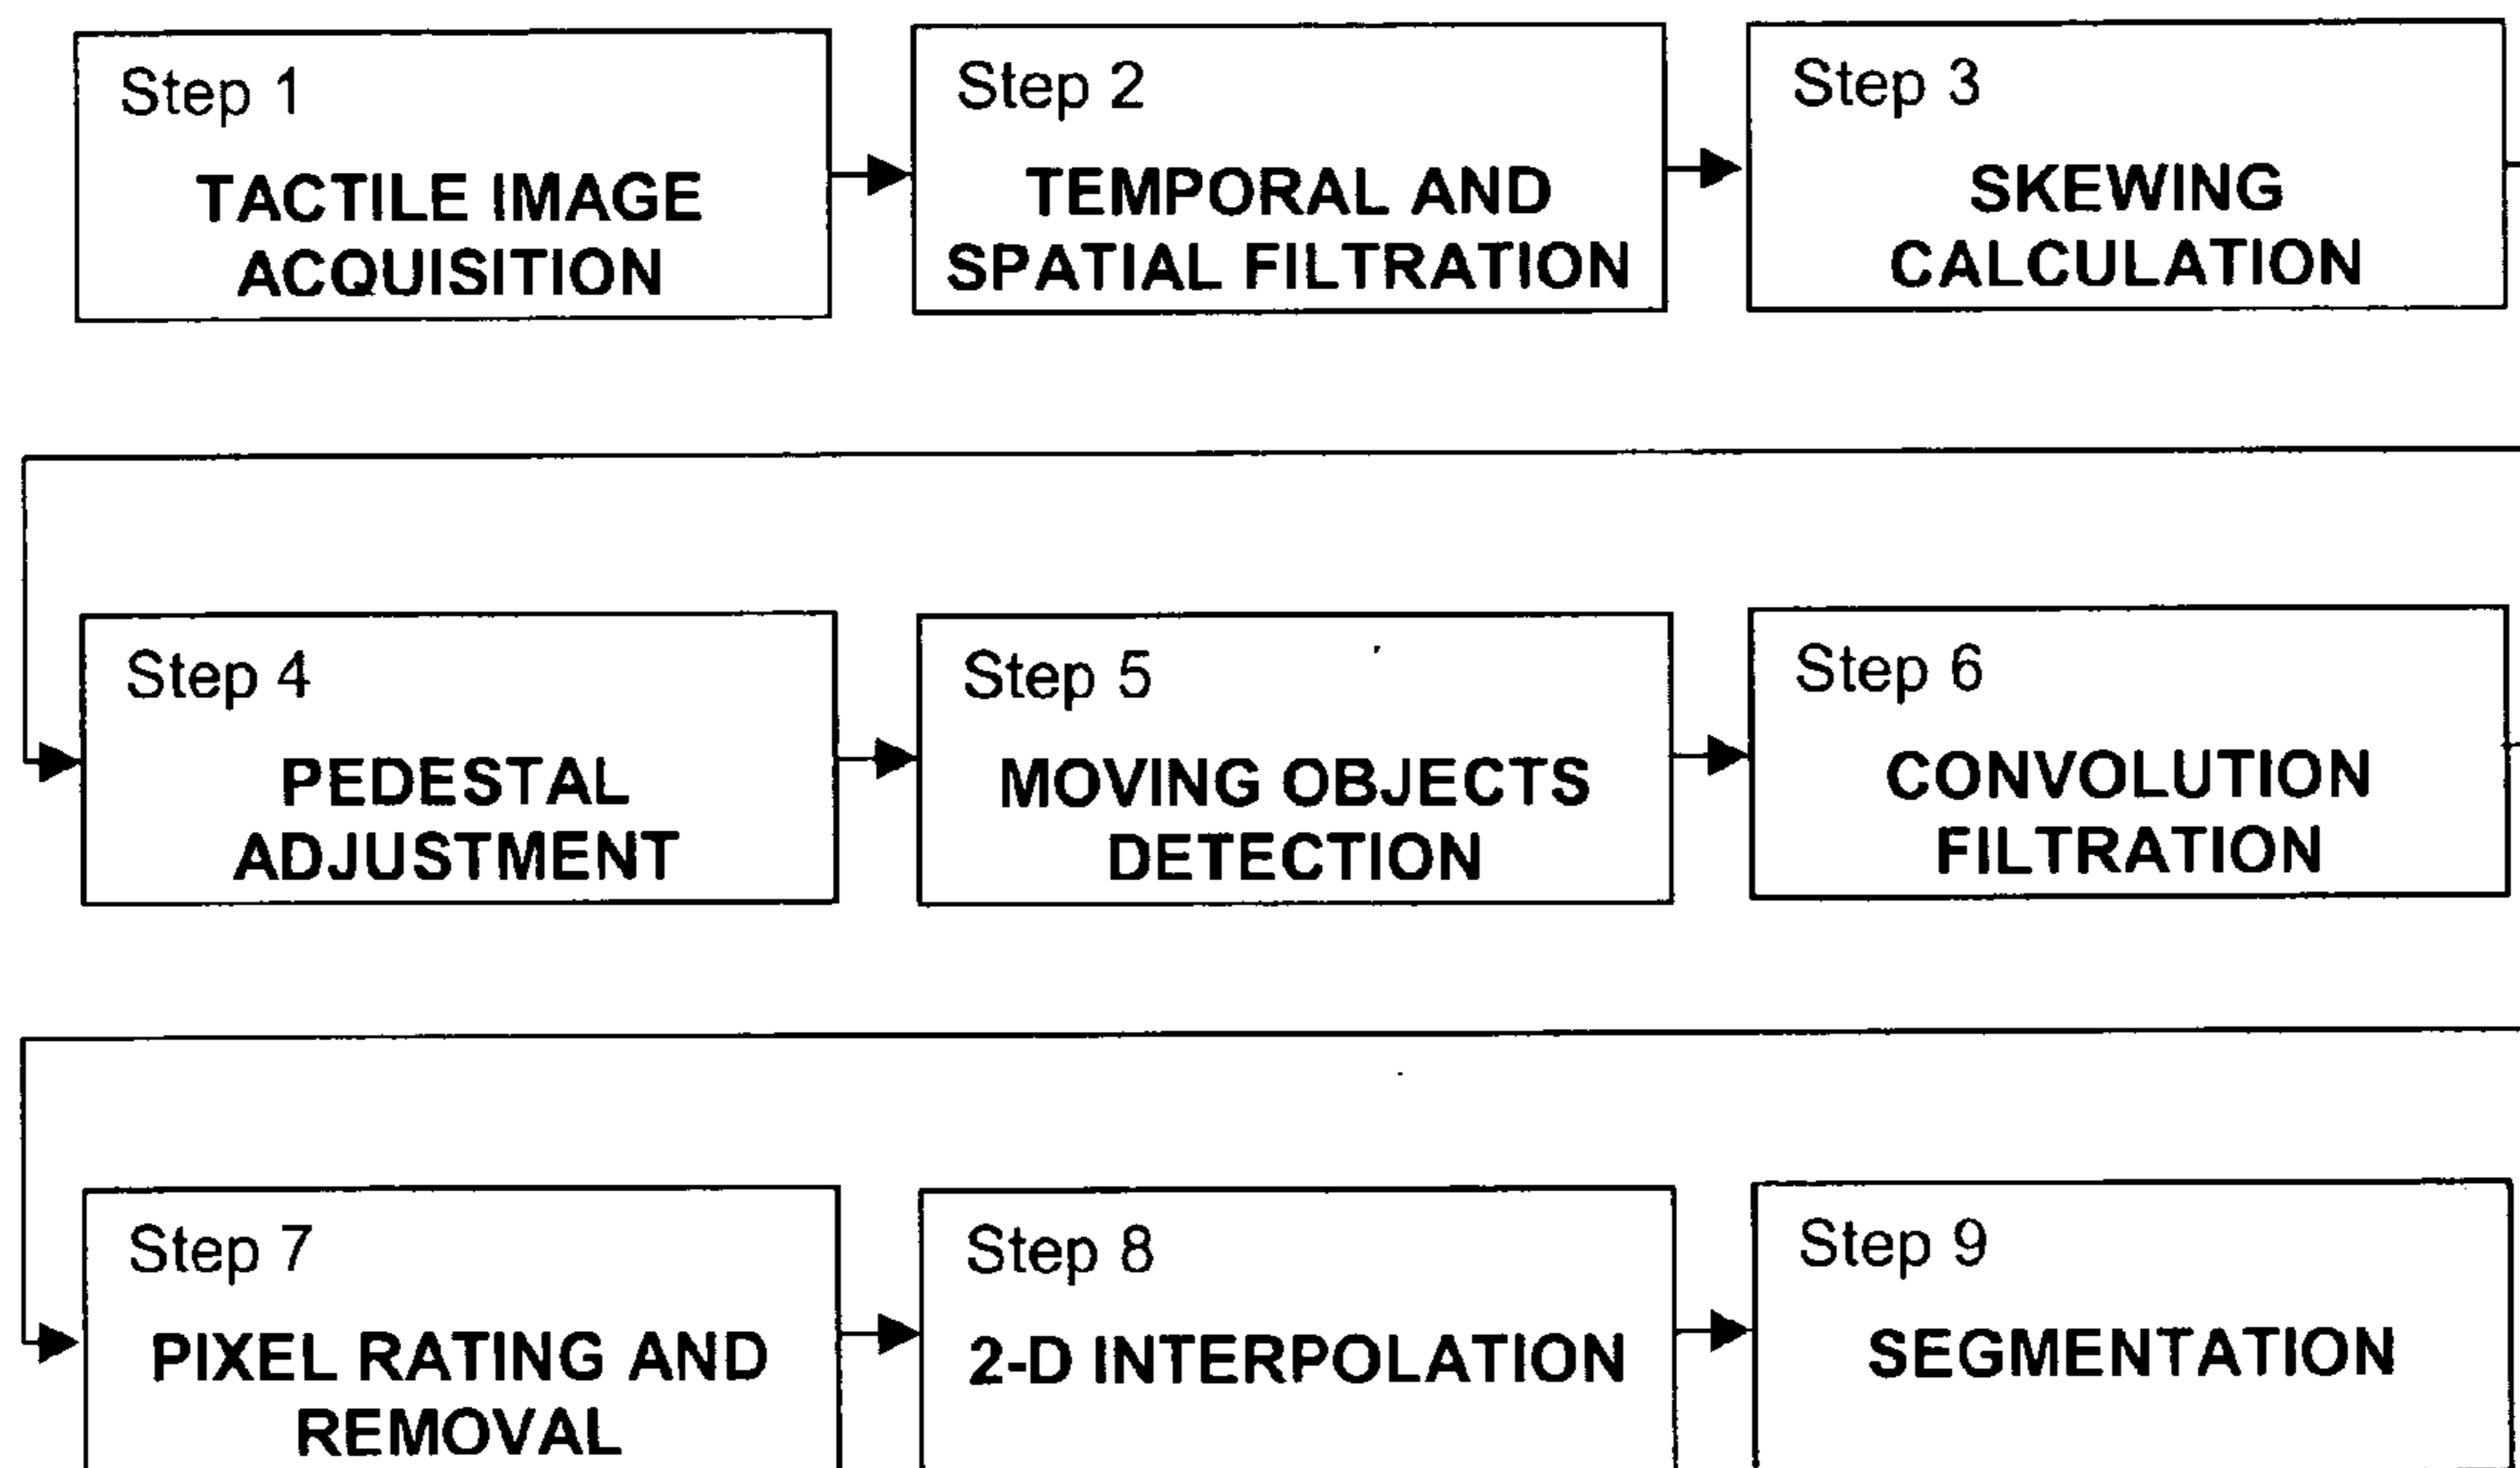 Step 1
TACTILE IMAGE
ACQUISITION
Step 2
TEMPORAL AND
SPATIAL FILTRATION
Step 3
SKEWING
CALCULATION
Step 4
PEDESTAL
ADJUSTMENT
Step 5
MOVING OBJECTS
DETECTION
Step 6
CONVOLUTION
FILTRATION
Step 7
PIXEL RATING AND
REMOVAL
Step 8
2-D INTERPOLATION
Step 9
SEGMENTATION